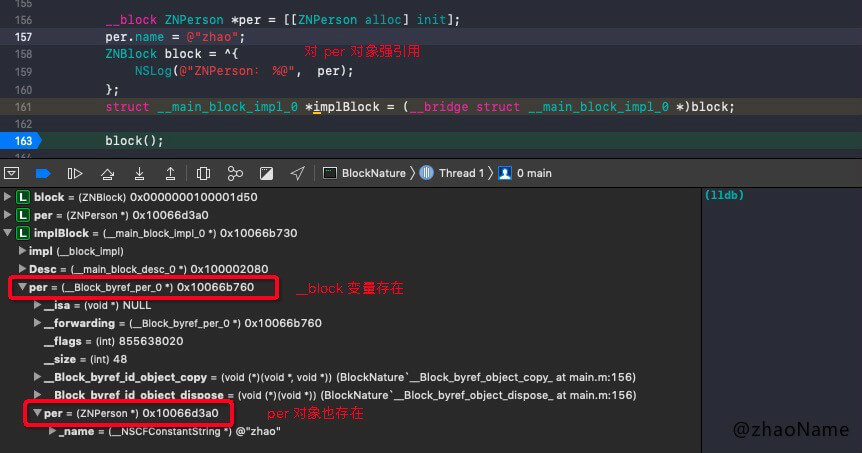 155
156 __block ZNPerson *per = [[ZNPerson alloc] init];
157 per.name = @"zhao";
158 ZNBlock block = ^{ 对 per 对象强引用
159 NSLog(@"ZNPerson: %@", per);
160 };
161 struct __main_block_impl_0 *implBlock = (__bridge struct __main_block_impl_0 *)block;
162
163 block();
164
BlockNature 〉 Thread 1 〉 0 main
L block = (ZNBlock) 0x0000000100001d50
L per = (ZNPerson *) 0x10066d3a0
L implBlock = (__main_block_impl_0 *) 0x10066b730
impl (__block_impl)
Desc = (__main_block_desc_0 *) 0x100002080
per = (__Block_byref_per_0 *) 0x10066b760 __block 变量存在
__isa = (void *) NULL
__forwarding = (__Block_byref_per_0 *) 0x10066b760
__flags = (int) 855638020
__size = (int) 48
__Block_byref_id_object_copy = (void (*)(void *, void *)) (BlockNature`__Block_byref_object_copy_ at main.m:156)
__Block_byref_id_object_dispose = (void (*)(void *)) (BlockNature`__Block_byref_object_dispose_ at main.m:156)
per = (ZNPerson *) 0x10066d3a0 per 对象也存在
_name = (__NSCFConstantString *) @"zhao"
(lldb)
@zhaoName